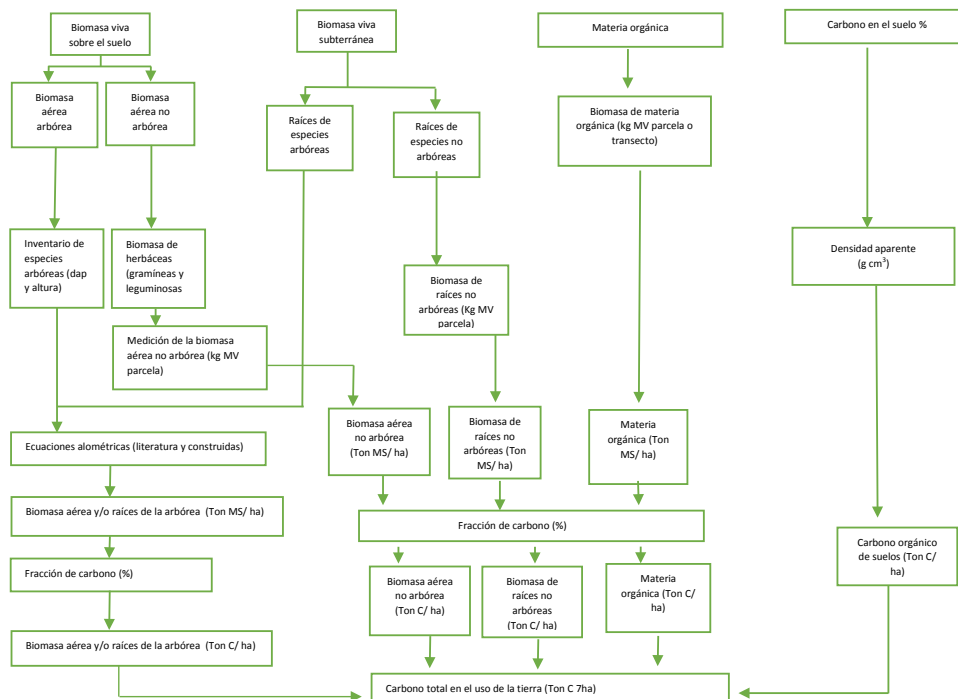 Biomasa viva
sobre el suelo
Biomasa viva
subterránea
Materia orgánica
Carbono en el suelo %
Biomasa
aérea
arbórea
Biomasa
aérea no
arbórea
Raíces de
especies
arbóreas
Raíces de
especies no
arbóreas
Biomasa de materia
orgánica (kg MV parcela o
transecto)
Inventario de
especies
arbóreas (dap
y altura)
Biomasa de
herbáceas
(gramíneas y
leguminosas
Biomasa de
raíces no
arbóreas (Kg MV
parcela)
Densidad aparente
(g cm³)
Medición de la biomasa
aérea no arbórea (kg MV
parcela)
Biomasa aérea
no arbórea
(Ton MS/ ha)
Biomasa de
raíces no
arbóreas (Ton
MS/ ha)
Materia
orgánica (Ton
MS/ ha)
Ecuaciones alométricas (literatura y construidas)
Biomasa aérea y/o raíces de la arbórea (Ton MS/ ha)
Fracción de carbono (%)
Carbono orgánico
de suelos (Ton C/
ha)
Fracción de carbono (%)
Biomasa aérea
no arbórea
(Ton C/ ha)
Biomasa de
raíces no
arbóreas
(Ton C/ ha)
Materia
orgánica (Ton C/
ha)
Biomasa aérea y/o raíces de la arbórea (Ton C/ ha)
Carbono total en el uso de la tierra (Ton C 7ha)